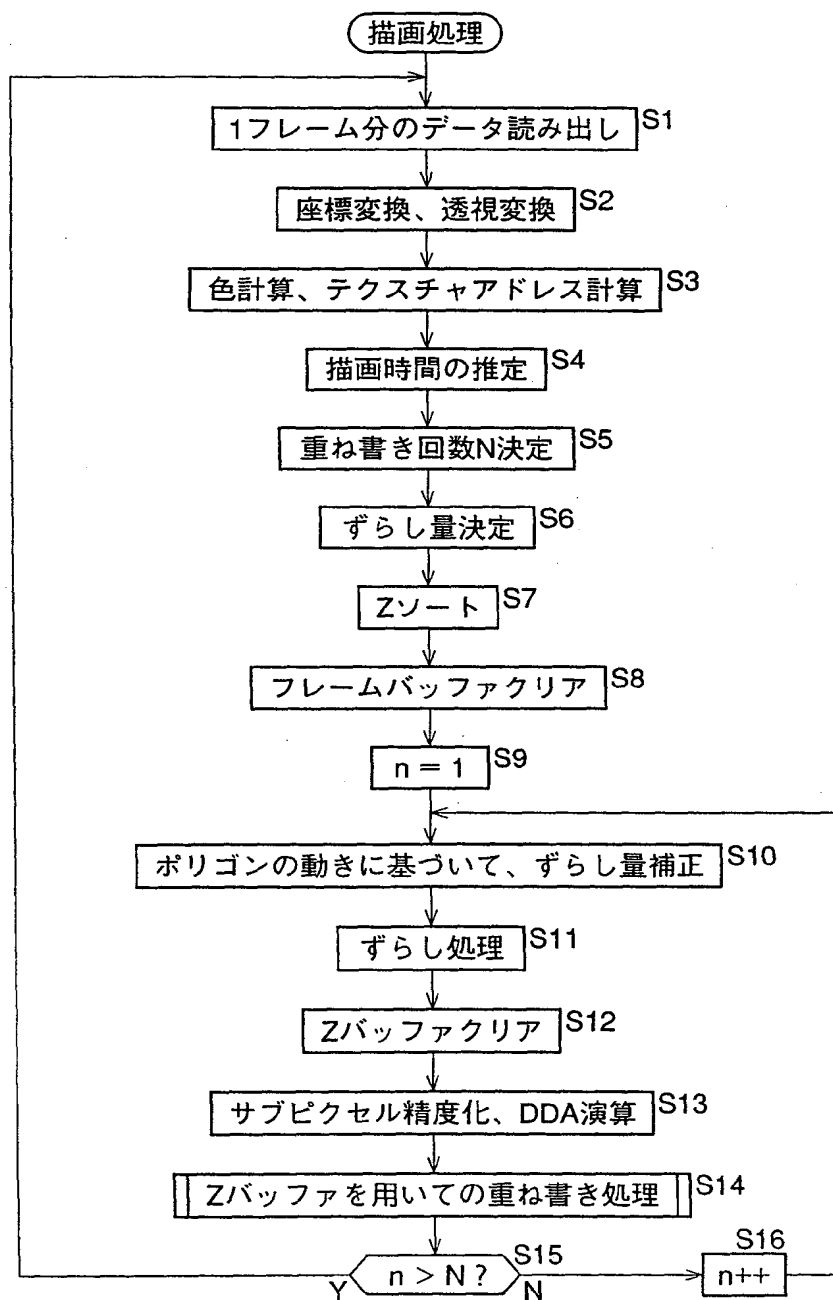 描画処理
1フレーム分のデータ読み出し S1
座標変換、透視変換 S2
色計算、テクスチャアドレス計算 S3
描画時間の推定 S4
重ね書き回数N決定 S5
ずらし量決定 S6
Zソート S7
フレームバッファクリア S8
n = 1 S9
ポリゴンの動きに基づいて、ずらし量補正 S10
ずらし処理 S11
Zバッファクリア S12
サブピクセル精度化、DDA演算 S13
Zバッファを用いての重ね書き処理 S14
n > N ? S15
Y
N
n++ S16